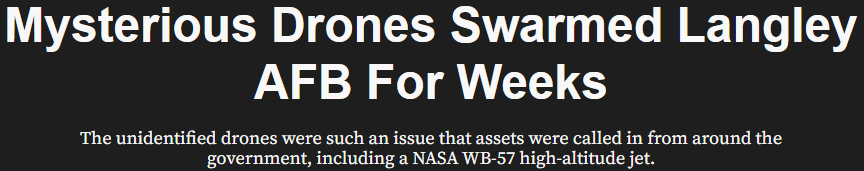 Mysterious Drones Swarmed Langley
AFB For Weeks
The unidentified drones were such an issue that assets were called in from around the
government, including a NASA WB-57 high-altitude jet.